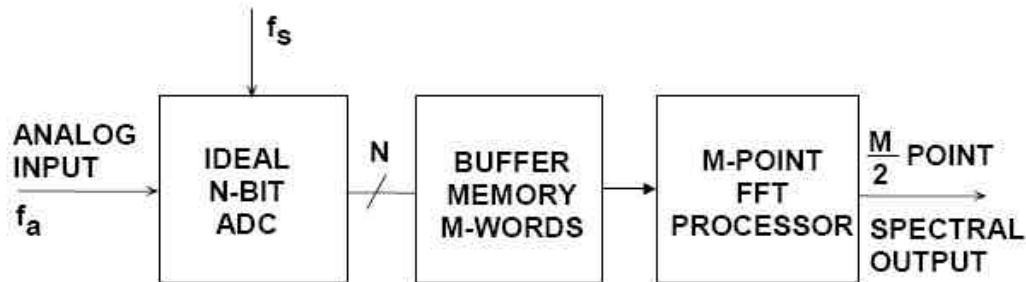 fs
ANALOG
INPUT
fa
IDEAL
N-BIT
ADC
N
BUFFER
MEMORY
M-WORDS
M-POINT
FFT
PROCESSOR
M
2
POINT
SPECTRAL
OUTPUT